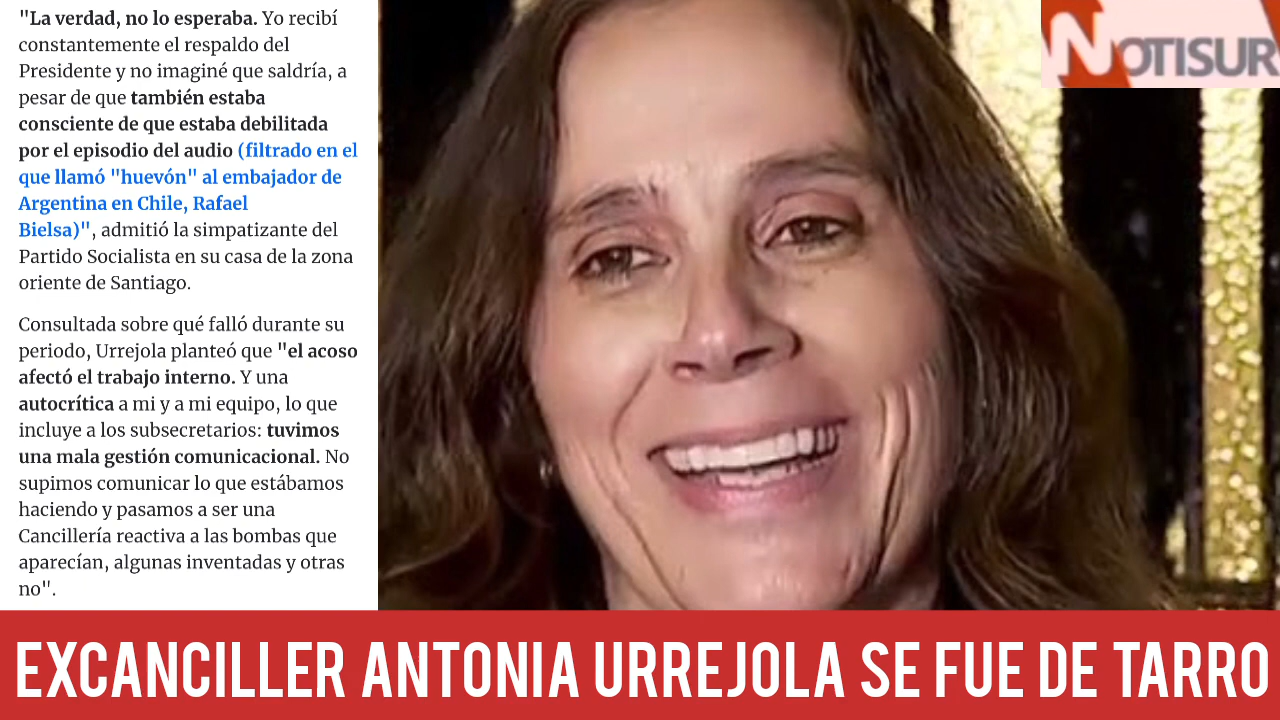 "La verdad, no lo esperaba. Yo recibí
constantemente el respaldo del
Presidente y no imaginé que saldría, a
pesar de que también estaba
consciente de que estaba debilitada
por el episodio del audio (filtrado en el
que llamó "huevón" al embajador de
Argentina en Chile, Rafael
Bielsa)", admitió la simpatizante del
Partido Socialista en su casa de la zona
oriente de Santiago.
Consultada sobre qué falló durante su
periodo, Urrejola planteó que "el acoso
afectó el trabajo interno. Y una
autocrítica a mi y a mi equipo, lo que
incluye a los subsecretarios: tuvimos
una mala gestión comunicacional. No
supimos comunicar lo que estábamos
haciendo y pasamos a ser una
Cancillería reactiva a las bombas que
aparecían, algunas inventadas y otras
no".
NOTISUR
EXCANCILLER ANTONIA URREJOLA SE FUE DE TARRO